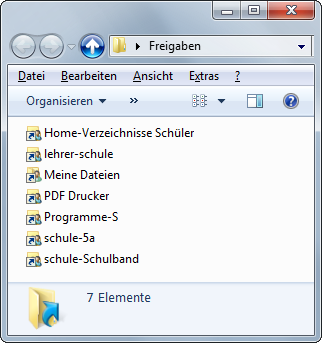 Freigaben
Datei Bearbeiten Ansicht Extras ?
Organisieren »
Home-Verzeichnisse Schüler
lehrer-schule
Meine Dateien
PDF Drucker
Programme-S
schule-5a
schule-Schulband
7 Elemente